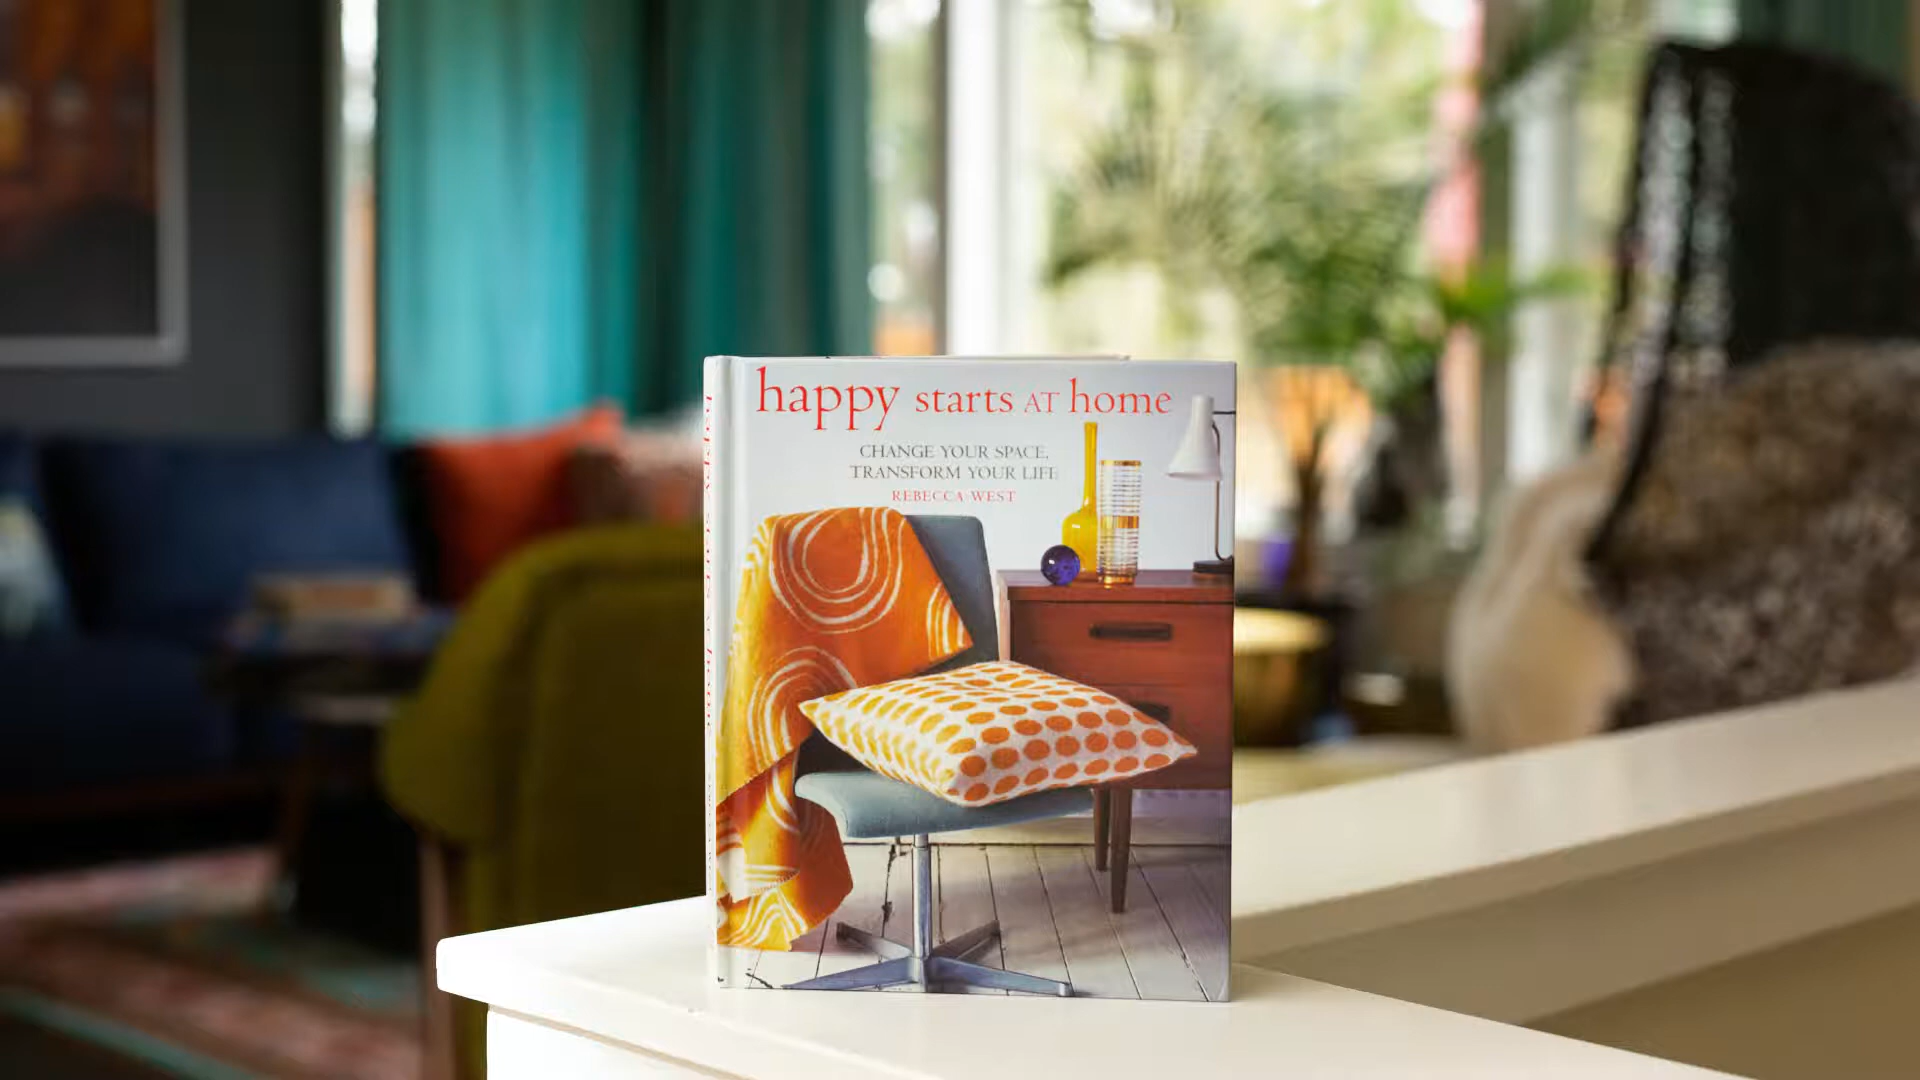 happy starts AT home
CHANGE YOUR SPACE,
TRANSFORM YOUR LIFE
REBECCA WEST